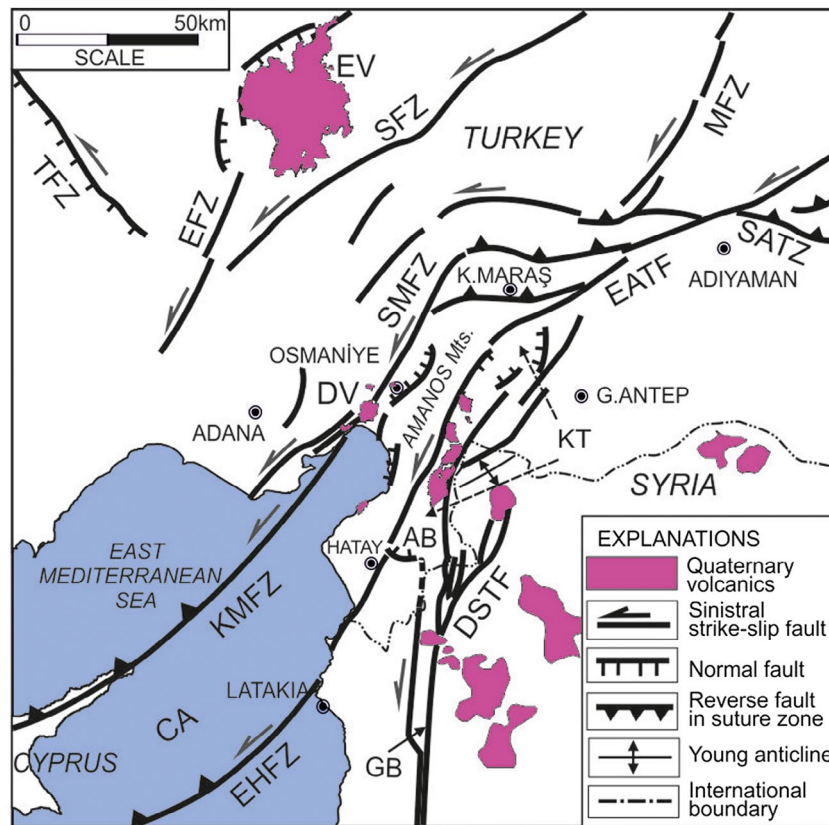 0 50km
SCALE
EV
SFZ
MFZ
TURKEY
TFZ
EFZ
SATZ
SMFZ
K.MARAŞ
EATF
ADIYAMAN
OSMANİYE
AMANOS Mts.
DV
G.ANTEP
ADANA
KT
SYRIA
EAST
MEDITERRANEAN
SEA
HATAY
AB
KMFZ
DSTF
LATAKIA
CA
CYPRUS
EHFZ
GB
EXPLANATIONS
Quaternary
volcanics
Sinistral
strike-slip fault
Normal fault
Reverse fault
in suture zone
Young anticline
International
boundary